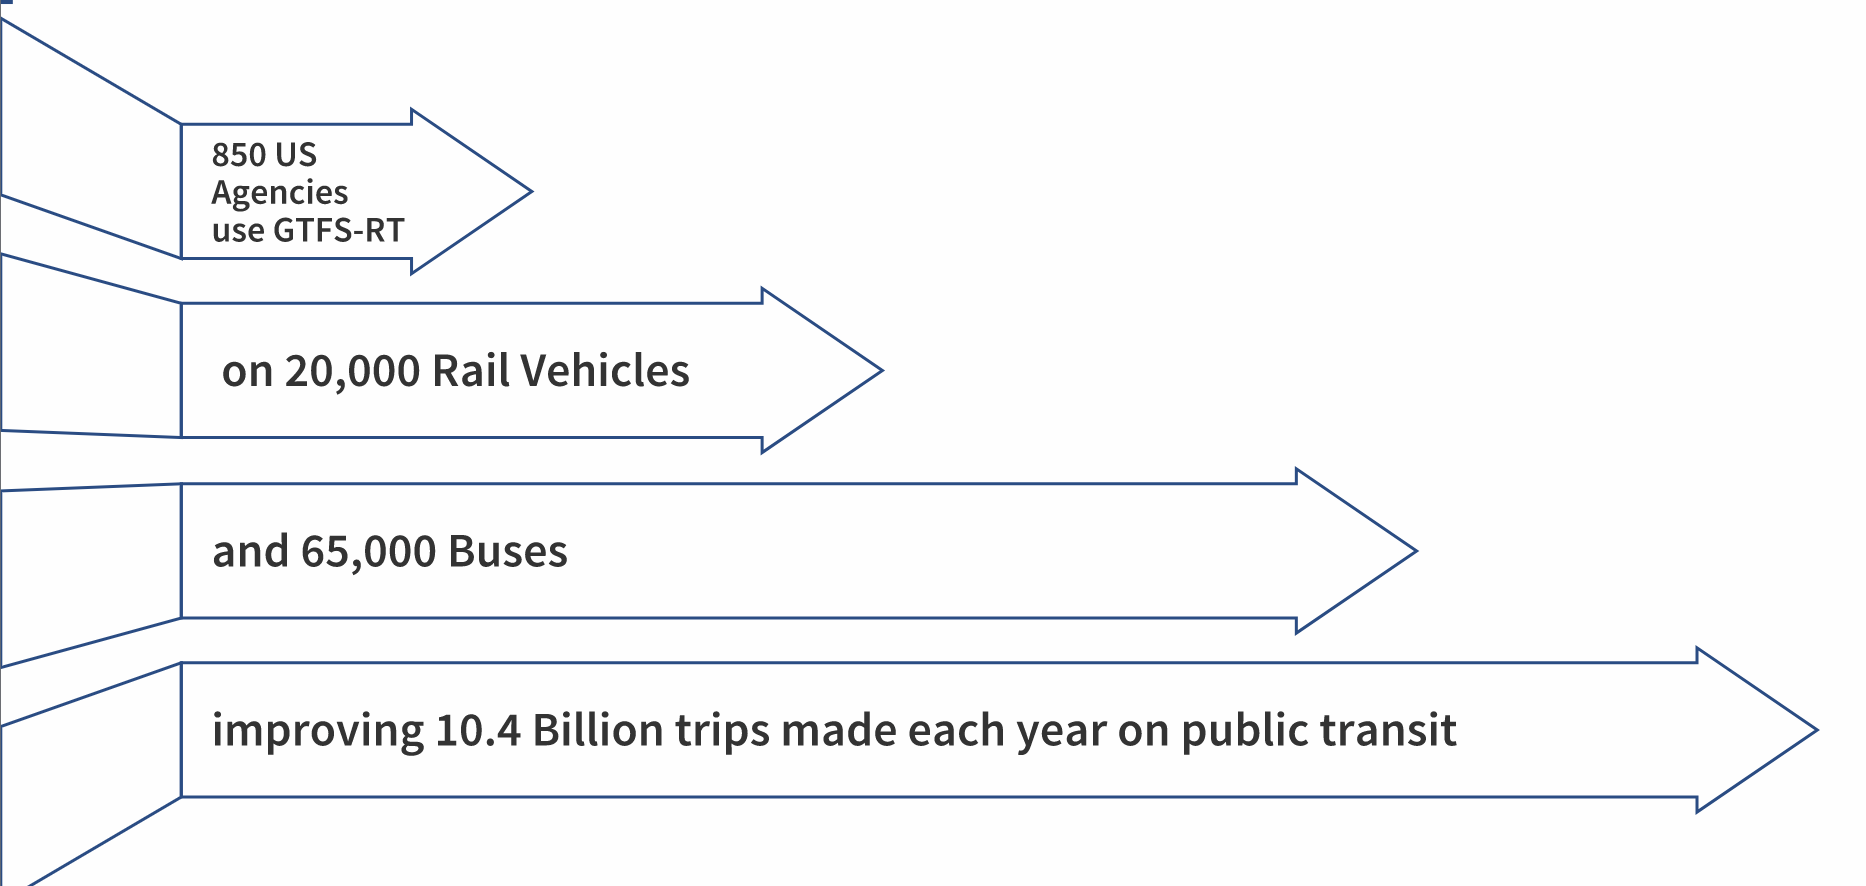 850 US
Agencies
use GTFS-RT
on 20,000 Rail Vehicles
and 65,000 Buses
improving 10.4 Billion trips made each year on public transit